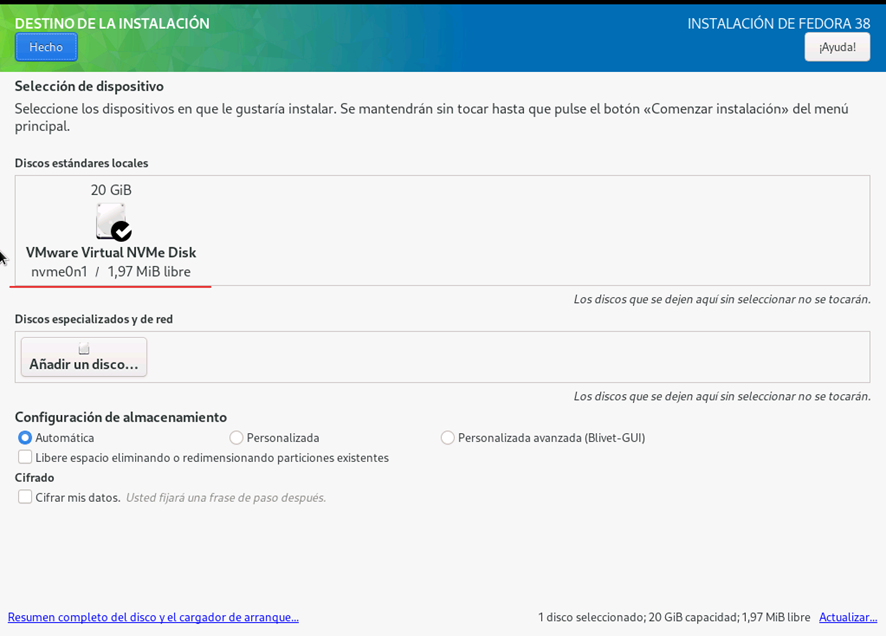 DESTINO DE LA INSTALACIÓN
INSTALACIÓN DE FEDORA 38
Hecho
¡Ayuda!
Selección de dispositivo
Seleccione los dispositivos en que le gustaría instalar. Se mantendrán sin tocar hasta que pulse el botón «Comenzar instalación» del menú
principal.
Discos estándares locales
20 GiB
VMware Virtual NVMe Disk
nvme0n1 / 1,97 MiB libre
Los discos que se dejen aquí sin seleccionar no se tocarán.
Discos especializados y de red
Añadir un disco...
Los discos que se dejen aquí sin seleccionar no se tocarán.
Configuración de almacenamiento
Automática Personalizada Personalizada avanzada (Blivet-GUI)
Libere espacio eliminando o redimensionando particiones existentes
Cifrado
Cifrar mis datos. Usted fijará una frase de paso después.
Resumen completo del disco y el cargador de arranque...
1 disco seleccionado; 20 GiB capacidad; 1,97 MiB libre Actualizar...